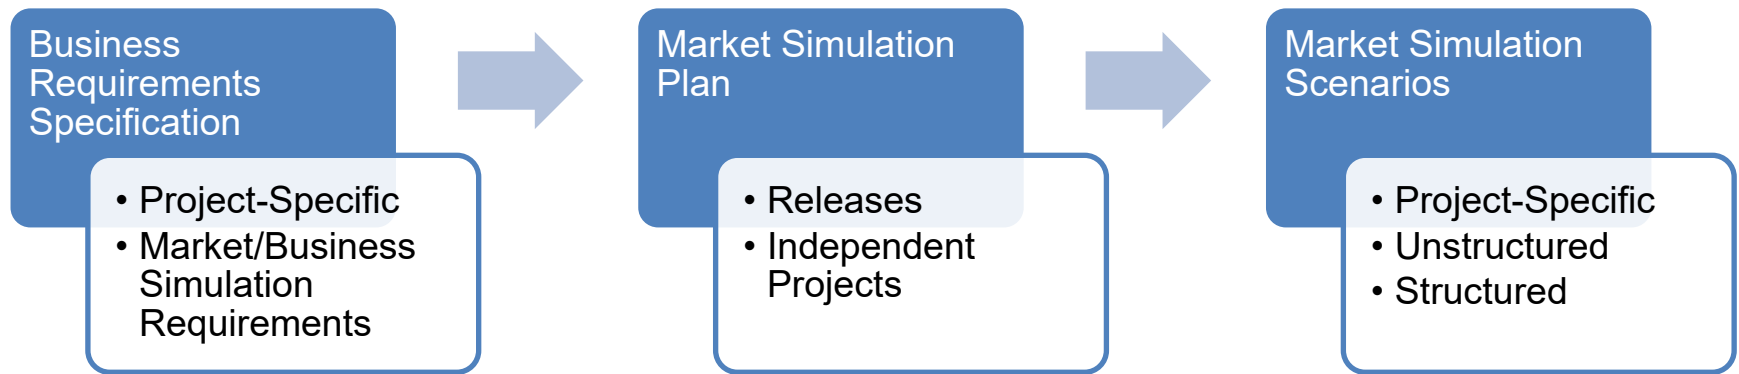 Business
Requirements
Specification
• Project-Specific
• Market/Business
Simulation
Requirements
Market Simulation
Plan
• Releases
• Independent
Projects
Market Simulation
Scenarios
• Project-Specific
• Unstructured
• Structured